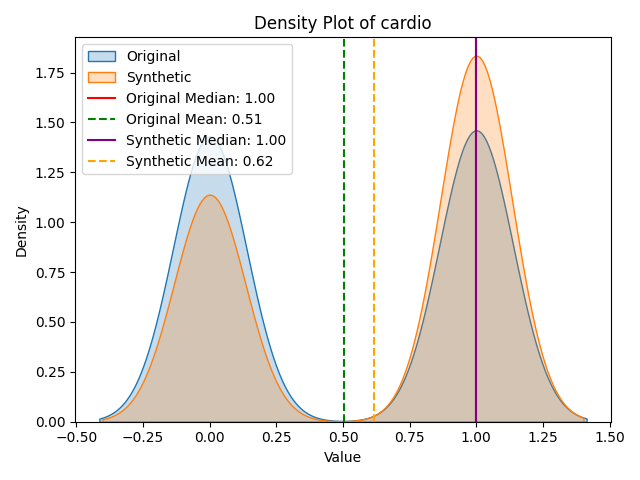 Density Plot of cardio
Original
Synthetic
Original Median: 1.00
Original Mean: 0.51
Synthetic Median: 1.00
Synthetic Mean: 0.62
Density
1.75
1.50
1.25
1.00
0.75
0.50
0.25
0.00
−0.50 −0.25 0.00 0.25 0.50 0.75 1.00 1.25 1.50
Value